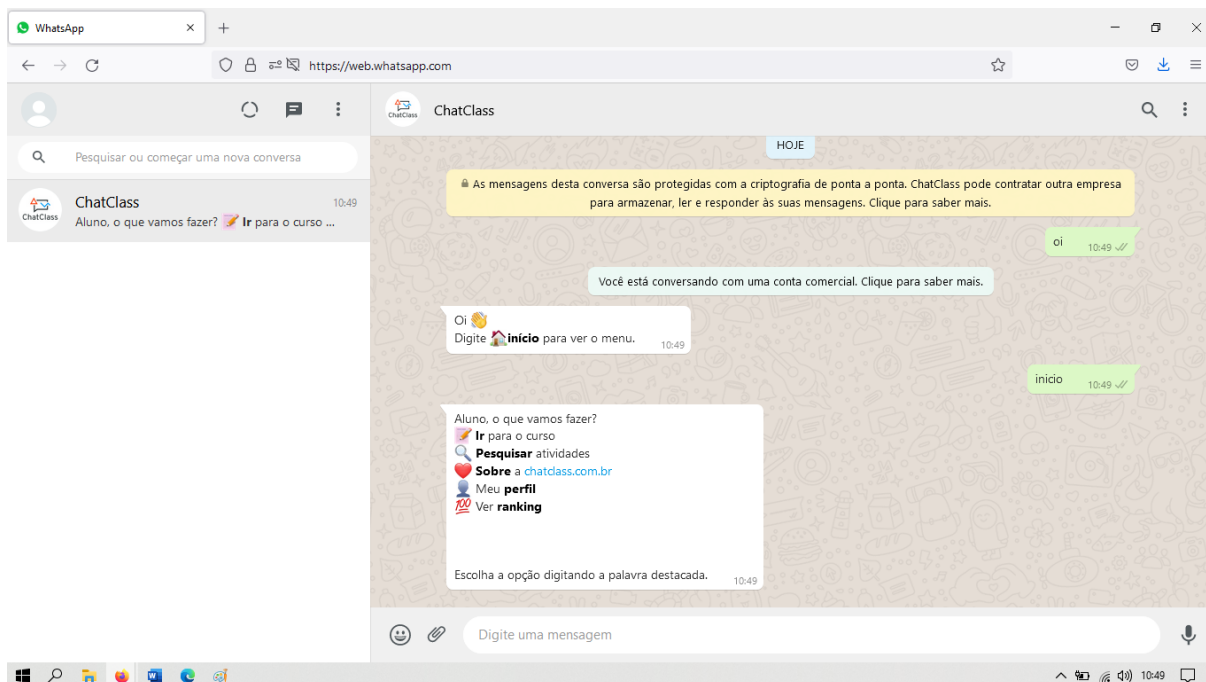 WhatsApp
https://web.whatsapp.com
ChatClass
ChatClass
Pesquisar ou começar uma nova conversa
ChatClass
ChatClass
10:49
Aluno, o que vamos fazer? 📝 Ir para o curso ...
HOJE
As mensagens desta conversa são protegidas com a criptografia de ponta a ponta. ChatClass pode contratar outra empresa
para armazenar, ler e responder às suas mensagens. Clique para saber mais.
oi 10:49
Você está conversando com uma conta comercial. Clique para saber mais.
Oi 👋
Digite 🏠início para ver o menu. 10:49
inicio 10:49
Aluno, o que vamos fazer?
📝 Ir para o curso
🔍 Pesquisar atividades
❤️ Sobre a chatclass.com.br
👤 Meu perfil
💯 Ver ranking
Escolha a opção digitando a palavra destacada. 10:49
Digite uma mensagem
10:49